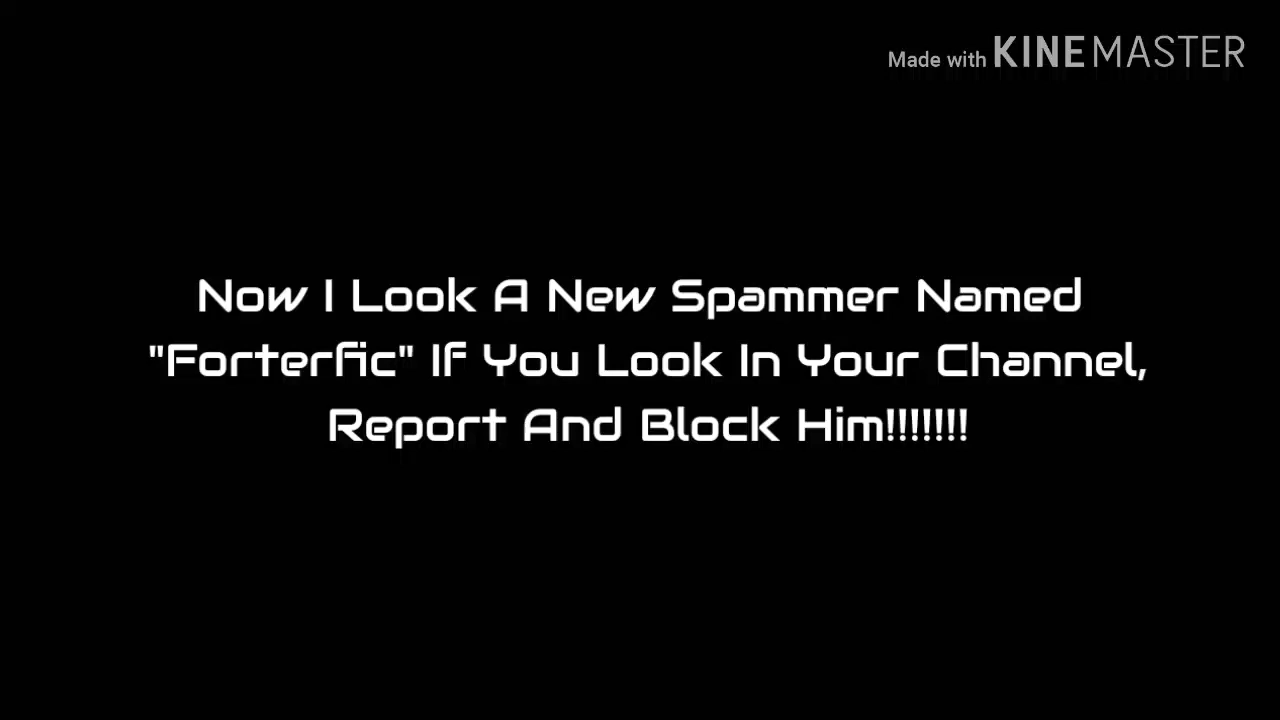 Made with KINEMASTER
Now I Look A New Spammer Named
"Forterfic" If You Look In Your Channel,
Report And Block Him!!!!!!!